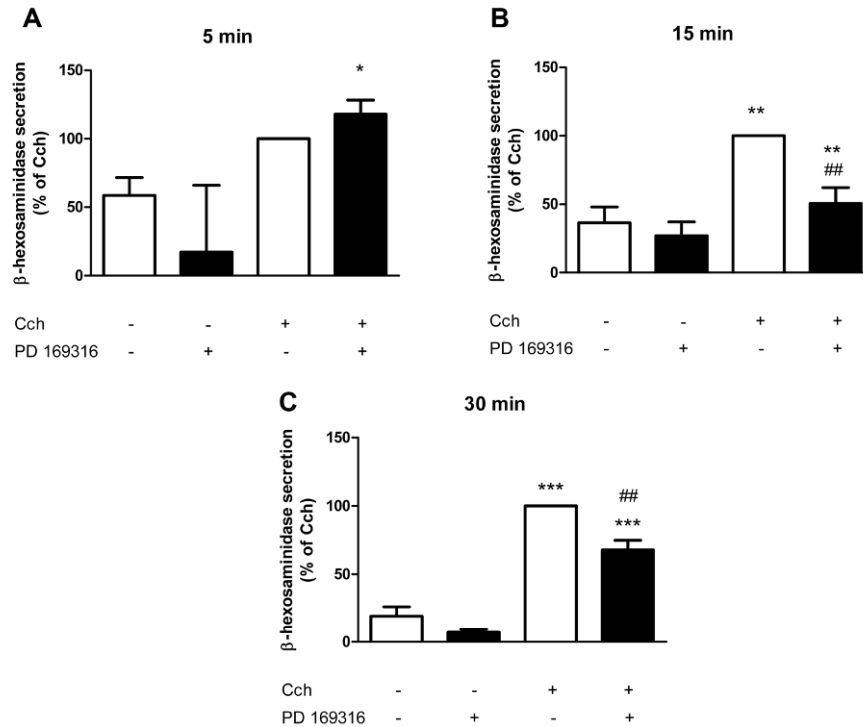 A
5 min
β-hexosaminidase secretion
(% of Cch)
150
100
50
0
*
Cch - - + +
PD 169316 - + - +
B
15 min
β-hexosaminidase secretion
(% of Cch)
150
100
50
0
**
**
##
Cch - - + +
PD 169316 - + - +
C
30 min
β-hexosaminidase secretion
(% of Cch)
150
100
50
0
***
##
***
Cch - - + +
PD 169316 - + - +